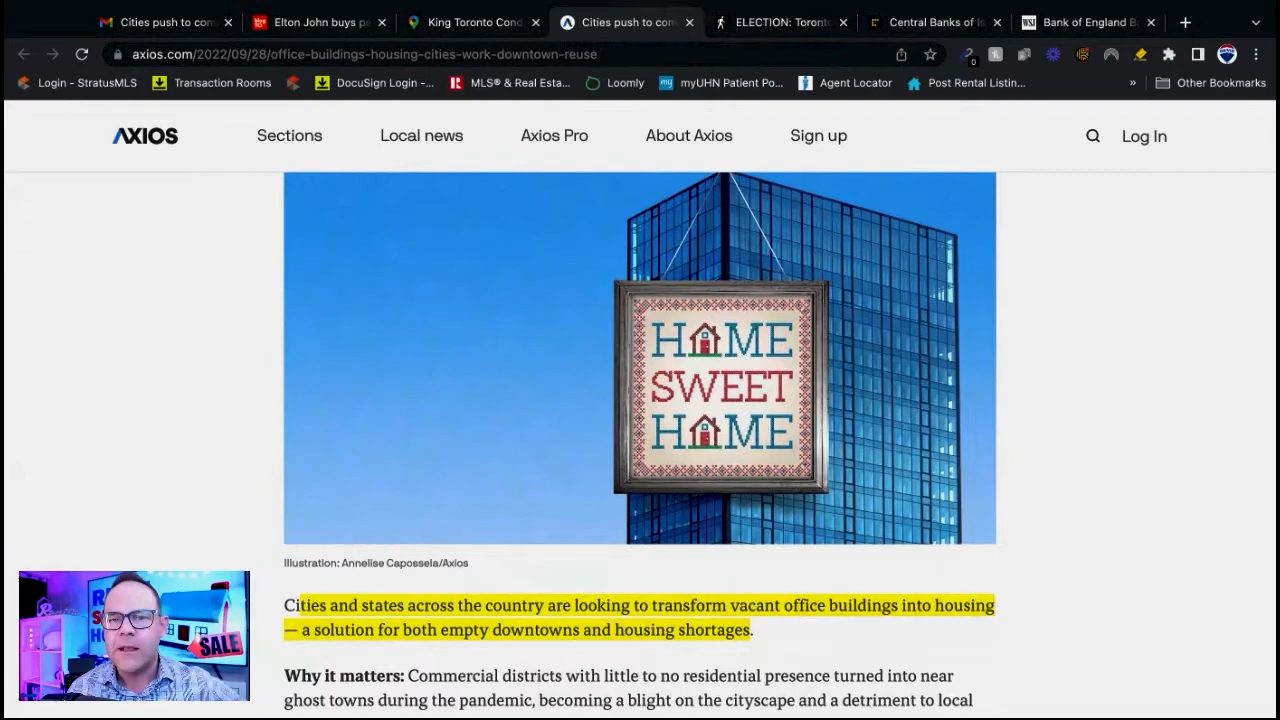 Cities push to con
Elton John buys pe
King Toronto Cond
Cities push to con
ELECTION: Toronto
Central Banks of Is
WSJ
Bank of England B
axios.com/2022/09/28/office-buildings-housing-cities-work-downtown-reuse
0
Login - StratusMLS
Transaction Rooms
DocuSign Login -...
MLS® & Real Esta...
Loomly
my
myUHN Patient Po...
Agent Locator
Post Rental Listin...
»
Other Bookmarks
AXIOS
Sections
Local news
Axios Pro
About Axios
Sign up
Log In
HOME
SWEET
HOME
Illustration: Annelise Capossela/Axios
Cities and states across the country are looking to transform vacant office buildings into housing
— a solution for both empty downtowns and housing shortages.
Why it matters: Commercial districts with little to no residential presence turned into near
ghost towns during the pandemic, becoming a blight on the cityscape and a detriment to local
SALE